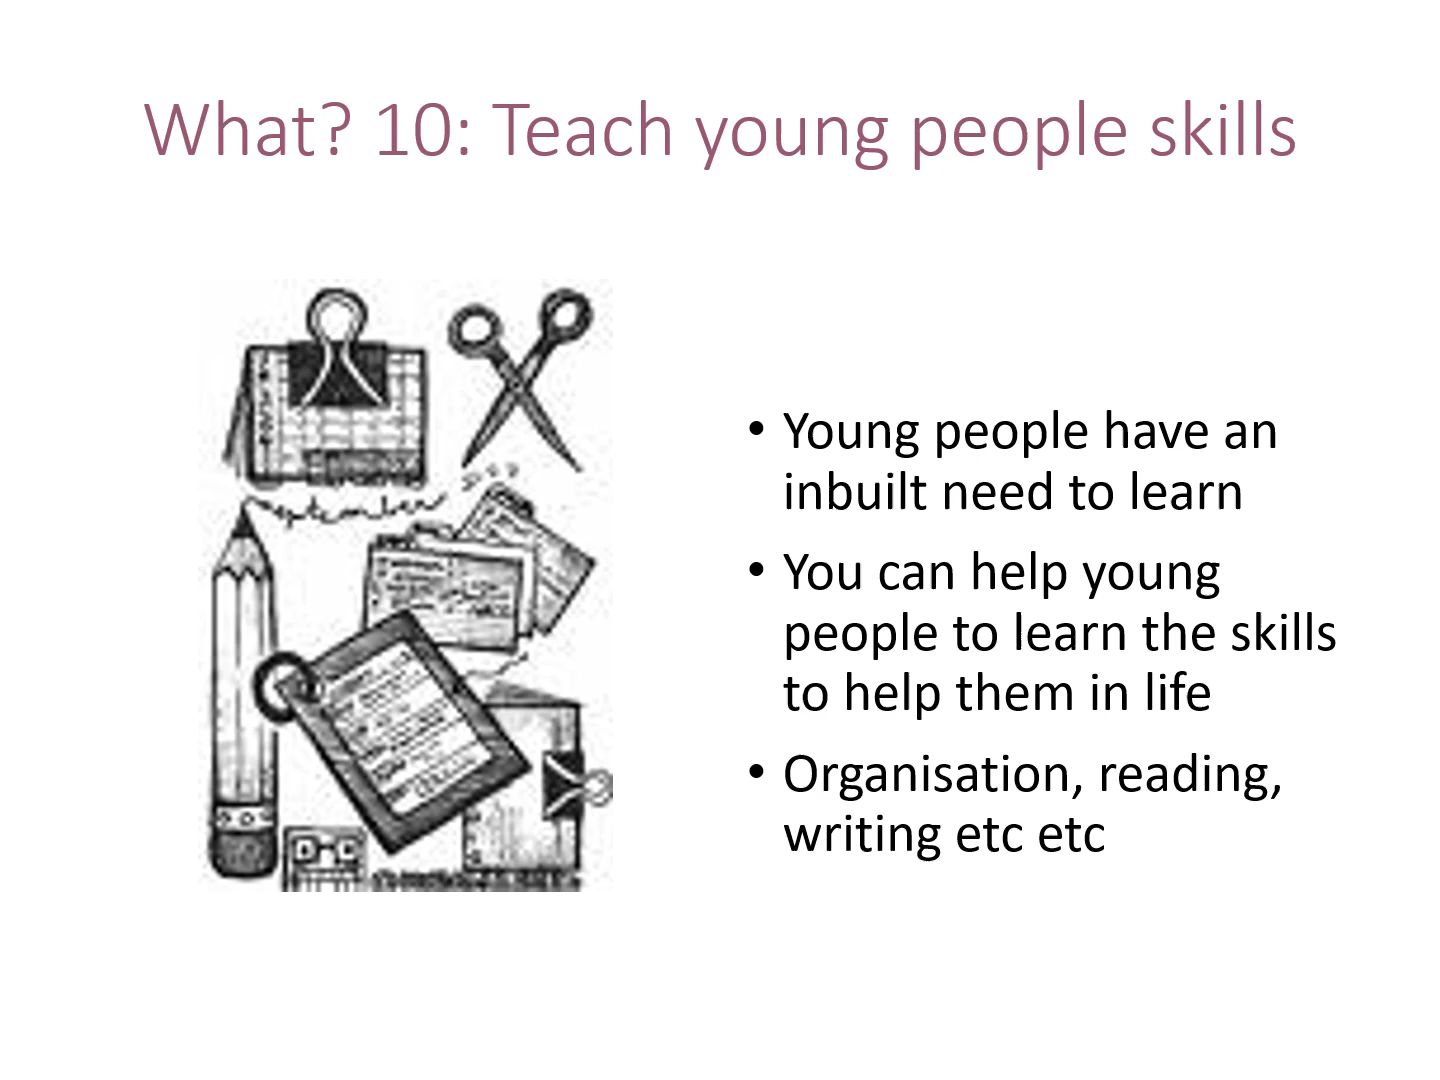 What? 10: Teach young people skills
September
• Young people have an
inbuilt need to learn
• You can help young
people to learn the skills
to help them in life
• Organisation, reading,
writing etc etc